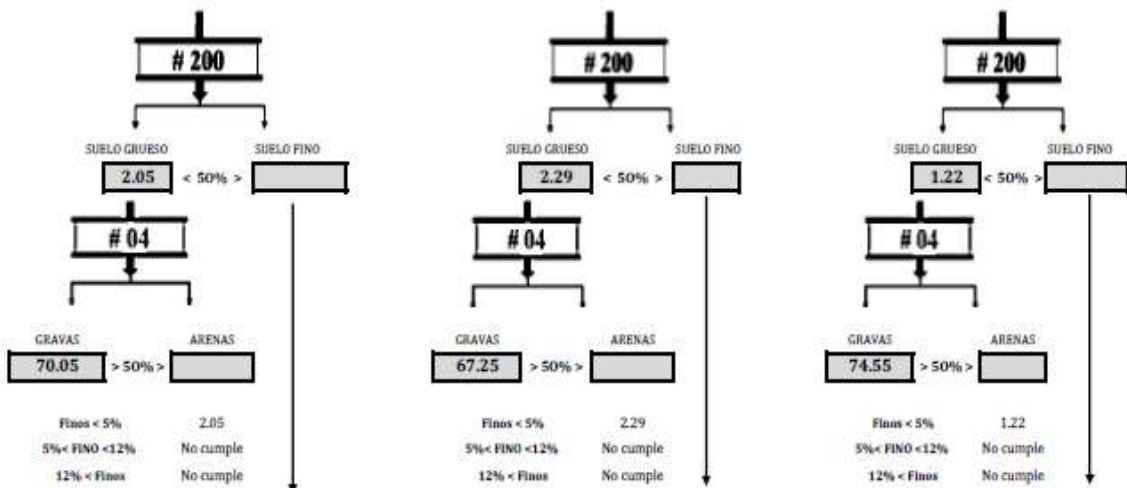 # 200
SUELO GRUESO SUELO FINO
2.05 < 50% >
# 04
GRAVAS ARENAS
70.05 > 50% >
Finos < 5% 2.05
5%< FINO <12% No cumple
12% < Finos No cumple
# 200
SUELO GRUESO SUELO FINO
2.29 < 50% >
# 04
GRAVAS ARENAS
67.25 > 50% >
Finos < 5% 2.29
5%< FINO <12% No cumple
12% < Finos No cumple
# 200
SUELO GRUESO SUELO FINO
1.22 < 50% >
# 04
GRAVAS ARENAS
74.55 > 50% >
Finos < 5% 1.22
5%< FINO <12% No cumple
12% < Finos No cumple